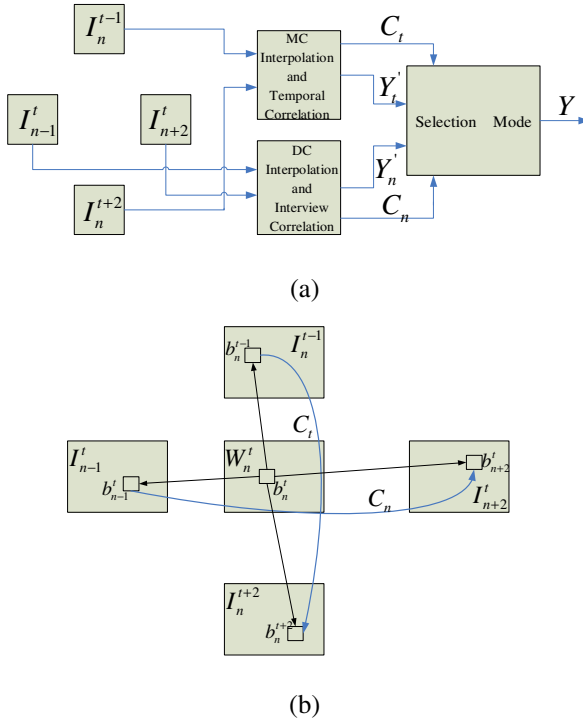 I_n^{t-1}
MC
Interpolation
and
Temporal
Correlation
C_t
Y_t^'
I_{n-1}^t
I_{n+2}^t
Selection Mode
Y
DC
Interpolation
and
Interview
Correlation
Y_n^'
C_n
I_n^{t+2}
(a)
b_n^{t-1}
I_n^{t-1}
C_t
I_{n-1}^t
W_n^t
b_{n-1}^t
b_n^t
b_{n+2}^t
C_n
I_{n+2}^t
I_n^{t+2}
b_n^{t+2}
(b)